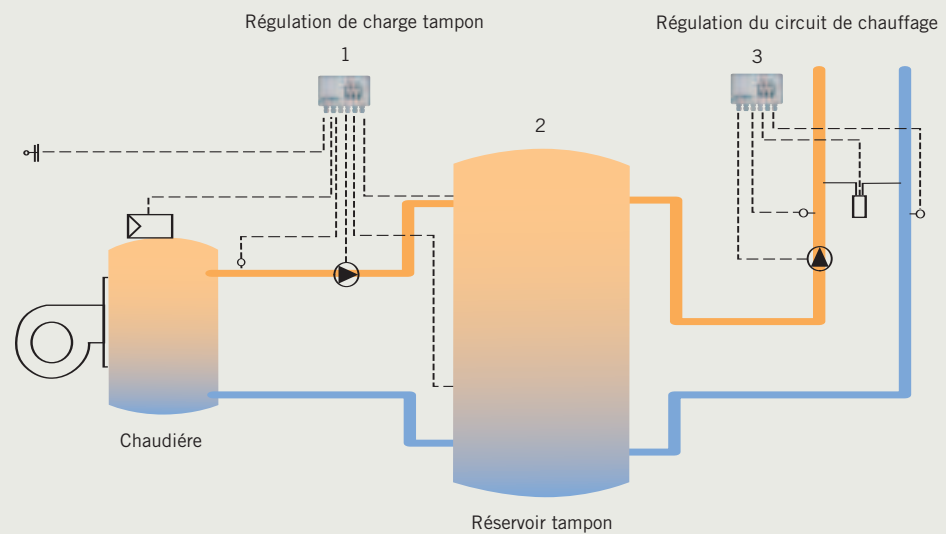 Régulation de charge tampon
1
Régulation du circuit de chauffage
3
2
Chaudiére
Réservoir tampon